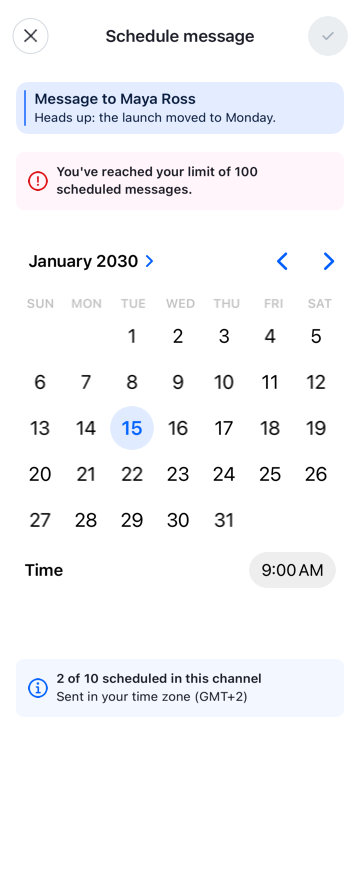 Schedule message
Message to Maya Ross
Heads up: the launch moved to Monday.
You've reached your limit of 100
scheduled messages.
January 2030
SUN MON TUE WED THU FRI SAT
1 2 3 4 5
6 7 8 9 10 11 12
13 14 15 16 17 18 19
20 21 22 23 24 25 26
27 28 29 30 31
Time 9:00 AM
2 of 10 scheduled in this channel
Sent in your time zone (GMT+2)